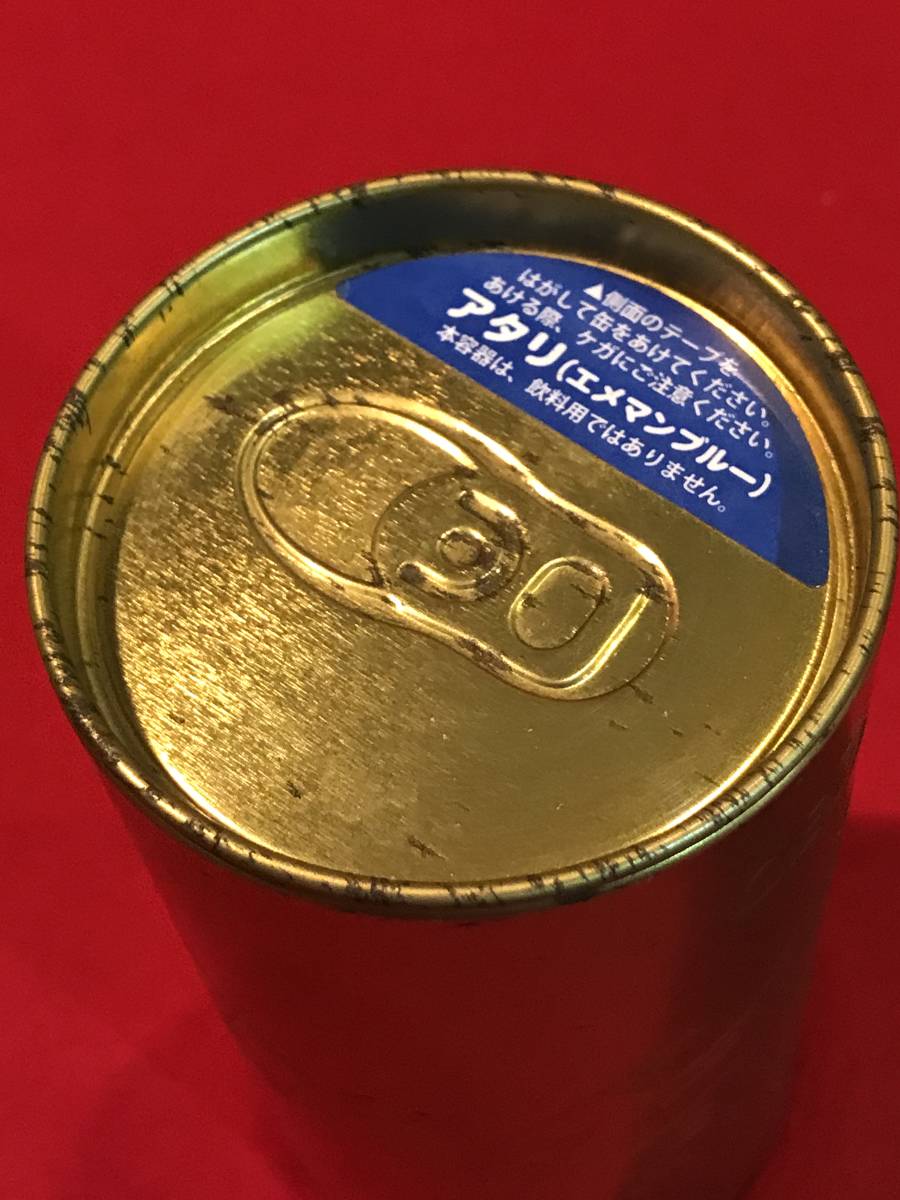 ▲側面のテープを
はがして缶をあけてください。
あける際、ケガにご注意ください。
アタリ(エメマンブルー)
本容器は、飲料用ではありません。